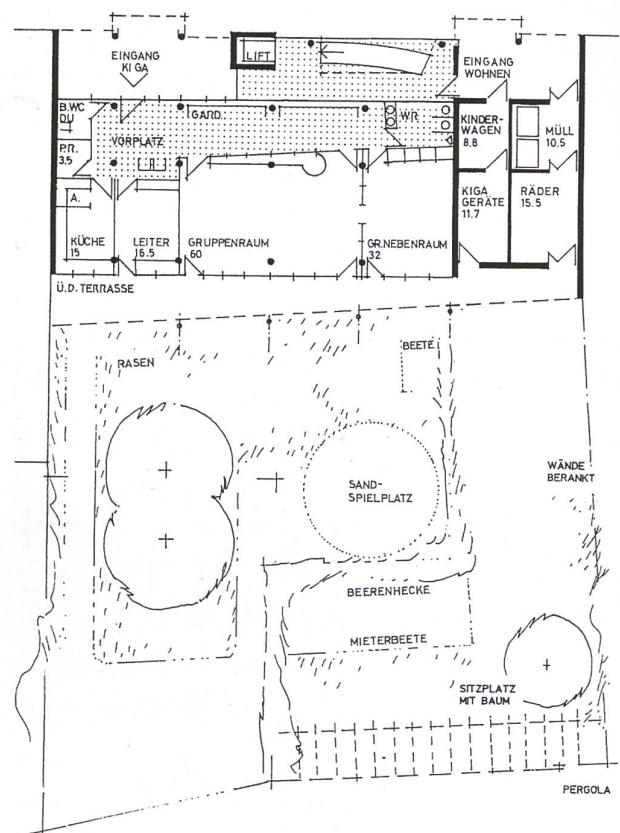 EINGANG
KIGA
LIFT
EINGANG
WOHNEN
B.WC
DU
GARD.
WR
KINDER-
WAGEN
8.8
MÜLL
10.5
VORPLATZ
P.R.
3.5
A.
KIGA
GERÄTE
11.7
RÄDER
15.5
KÜCHE
15
LEITER
16.5
GRUPPENRAUM
60
GR.NEBENRAUM
32
Ü.D. TERRASSE
RASEN
BEETE
WÄNDE
BERANKT
SAND-
SPIELPLATZ
BEERENHECKE
MIETERBEETE
SITZPLATZ
MIT BAUM
PERGOLA